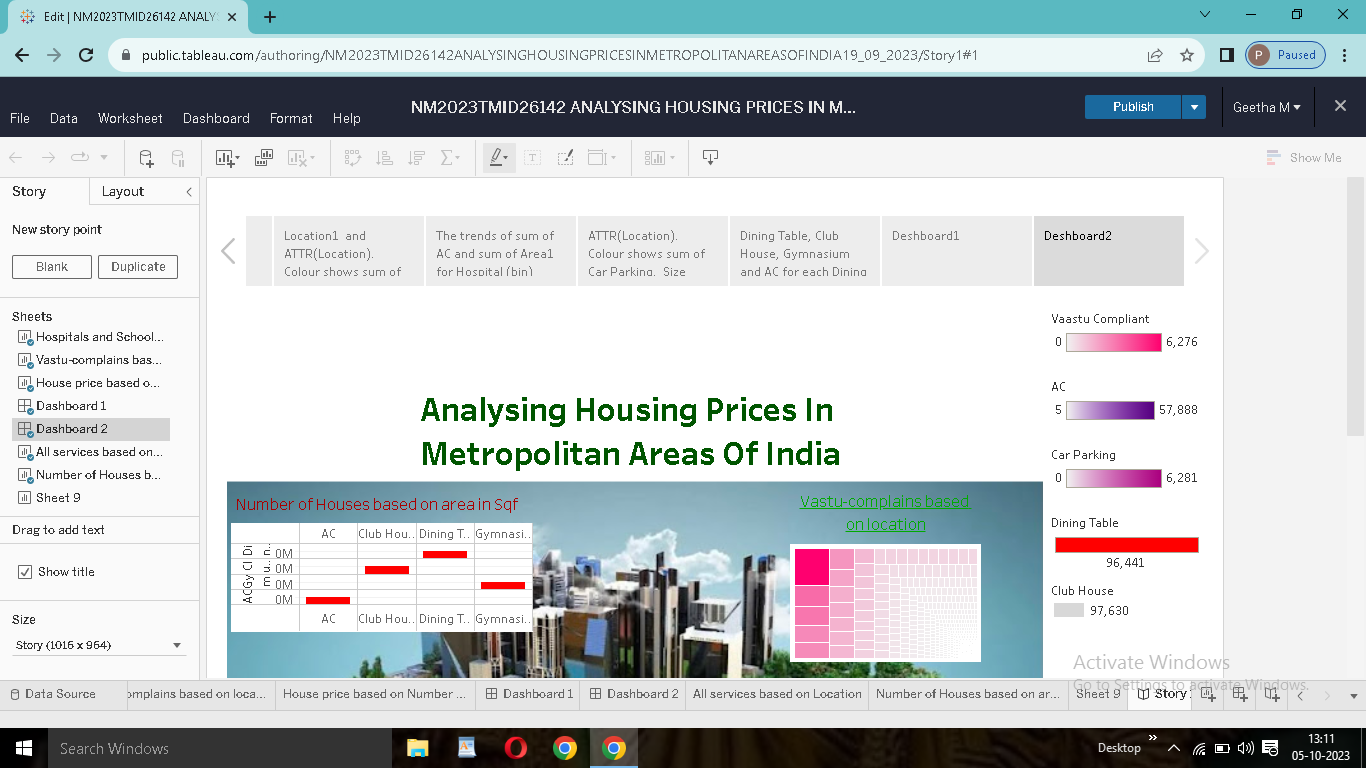 Edit | NM2023TMID26142 ANALYS
public.tableau.com/authoring/NM2023TMID26142ANALYSINGHOUSINGPRICESINMETROPOLITANAREASOFINDIA19_09_2023/Story1#1
P Paused
NM2023TMID26142 ANALYSING HOUSING PRICES IN M...
File Data Worksheet Dashboard Format Help
Publish
Geetha M
Show Me
Story Layout
New story point
Blank Duplicate
Sheets
Hospitals and School...
Vastu-complains bas...
House price based o...
Dashboard 1
Dashboard 2
All services based on...
Number of Houses b...
Sheet 9
Drag to add text
Show title
Size
Story (1016 x 964)
Location1 and
ATTR(Location).
Colour shows sum of
The trends of sum of
AC and sum of Area1
for Hospital (bin)
ATTR(Location).
Colour shows sum of
Car Parking. Size
Dining Table, Club
House, Gymnasium
and AC for each Dining
Deshboard1
Deshboard2
Analysing Housing Prices In
Metropolitan Areas Of India
Number of Houses based on area in Sqf
AC Club Hou.. Dining T.. Gymnasi..
Di n.. 0M
Cl u.. 0M
Gy m.. 0M
AC 0M
AC Club Hou.. Dining T.. Gymnasi..
Vastu-complains based
on location
Vaastu Compliant
0 6,276
AC
5 57,888
Car Parking
0 6,281
Dining Table
96,441
Club House
97,630
Activate Windows
Go to Settings to activate Windows.
Data Source omplains based on loca... House price based on Number ... Dashboard 1 Dashboard 2 All services based on Location Number of Houses based on ar... Sheet 9 Story
Search Windows
Desktop
13:11
05-10-2023